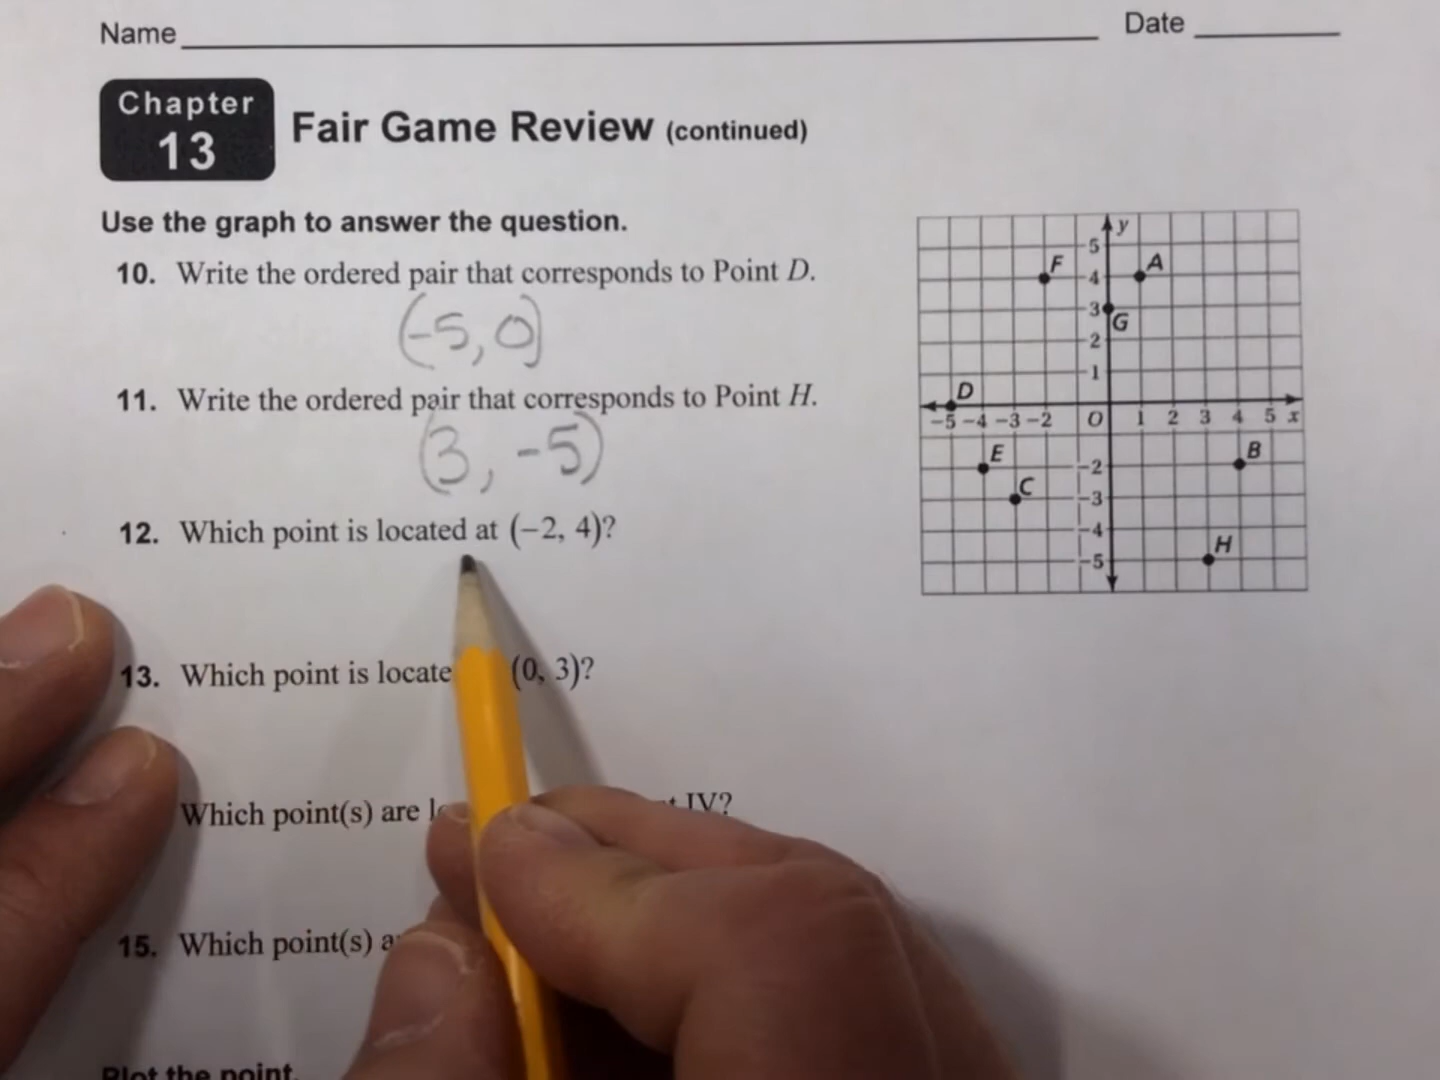 Name Date
Chapter
13
Fair Game Review (continued)
Use the graph to answer the question.
10. Write the ordered pair that corresponds to Point D.
(-5, 0)
11. Write the ordered pair that corresponds to Point H.
(3, -5)
12. Which point is located at (−2, 4)?
13. Which point is locate (0, 3)?
Which point(s) are IV?
15. Which point(s)
Plot the point.
y
5
F
4
A
3
G
2
1
D
−5 −4 −3 −2 O 1 2 3 4 5 x
E
−2
B
C
−3
−4
H
−5